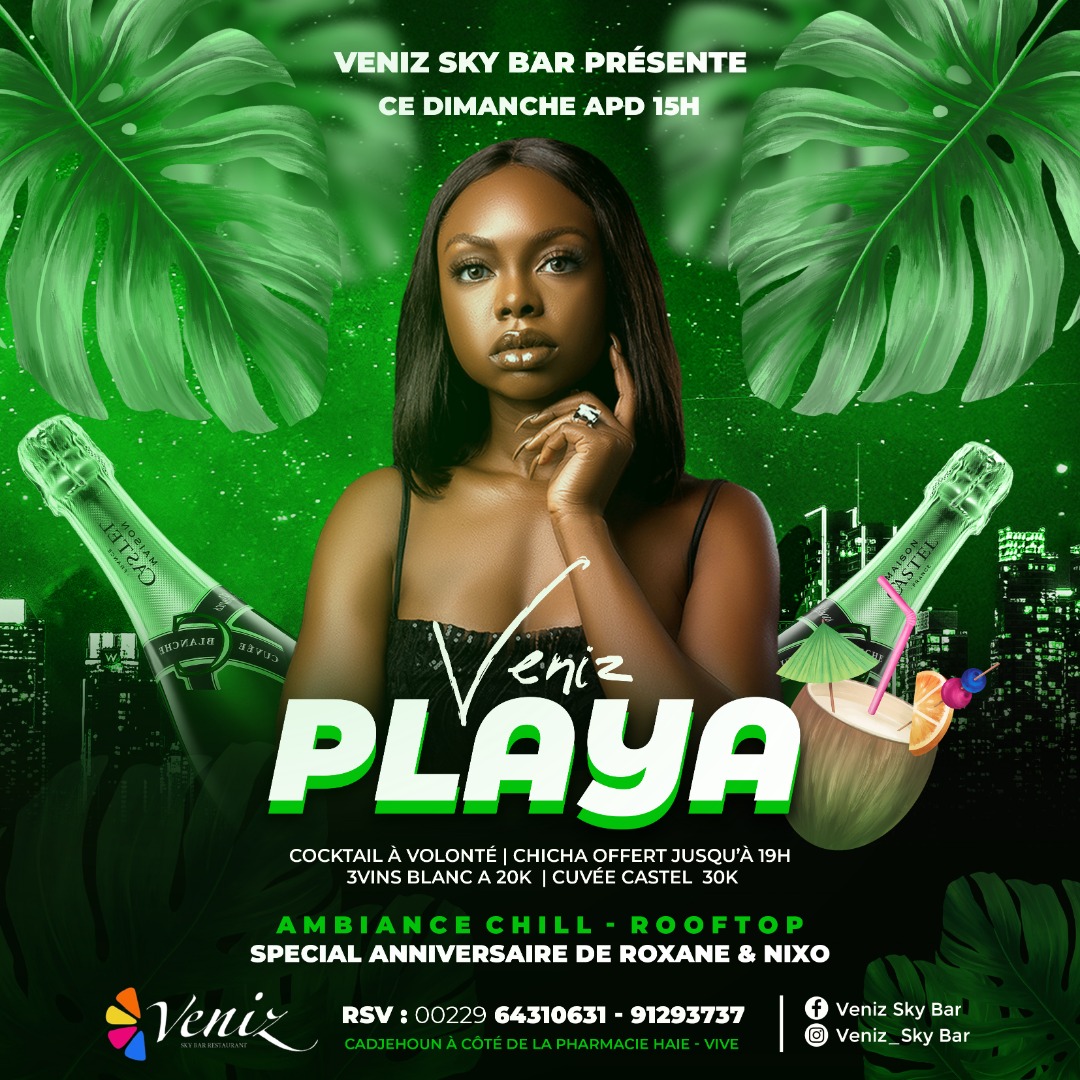 VENIZ SKY BAR PRÉSENTE
CE DIMANCHE APD 15H
MAISON
CASTEL
FRANCE
CUVÉE
BLANCHE
MAISON
CASTEL
FRANCE
Veniz
PLAYA
COCKTAIL À VOLONTÉ | CHICHA OFFERT JUSQU'À 19H
3VINS BLANC A 20K | CUVÉE CASTEL 30K
AMBIANCE CHILL - ROOFTOP
SPECIAL ANNIVERSAIRE DE ROXANE & NIXO
Veniz
SKY BAR RESTAURANT
RSV : 00229 64310631 - 91293737
CADJEHOUN À CÔTÉ DE LA PHARMACIE HAIE - VIVE
Veniz Sky Bar
Veniz_Sky Bar